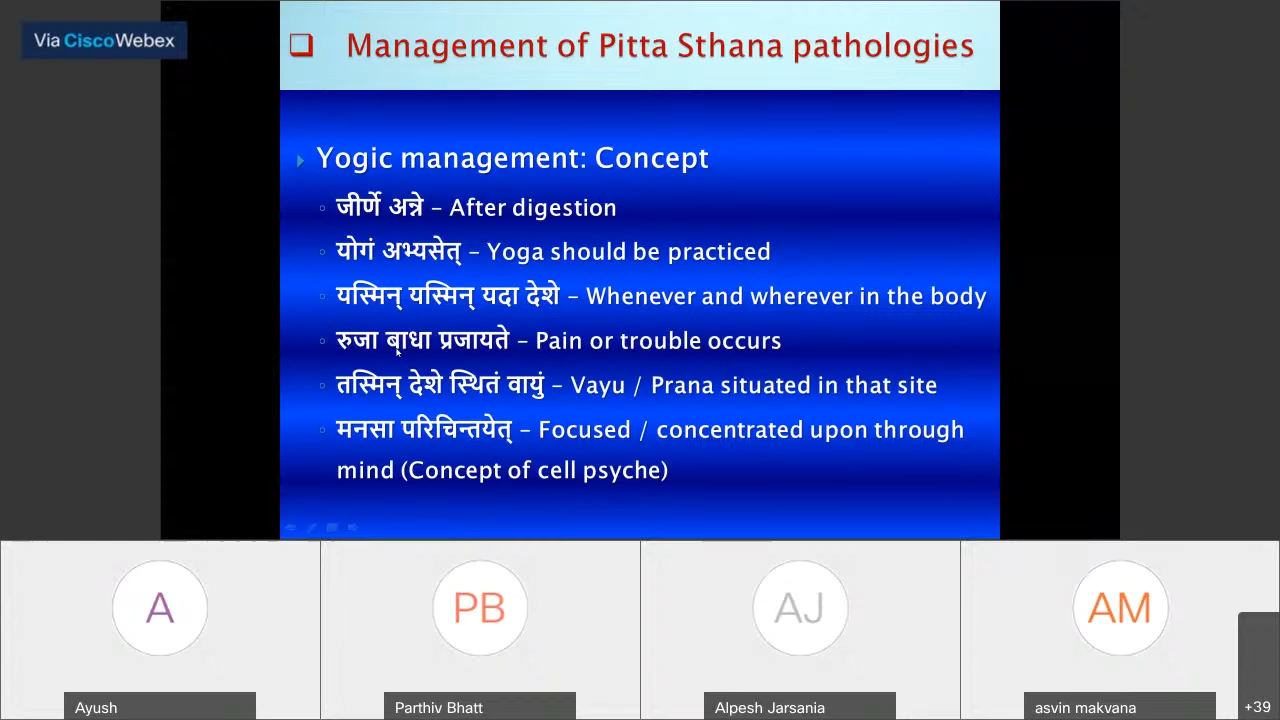 Via CiscoWebex
Management of Pitta Sthana pathologies
Yogic management: Concept
जीर्णे अन्ने – After digestion
योगं अभ्यसेत् – Yoga should be practiced
यस्मिन् यस्मिन् यदा देशे – Whenever and wherever in the body
रुजा बाधा प्रजायते – Pain or trouble occurs
तस्मिन् देशे स्थितं वायुं – Vayu / Prana situated in that site
मनसा परिचिन्तयेत् – Focused / concentrated upon through
mind (Concept of cell psyche)
A
PB
AJ
AM
Ayush
Parthiv Bhatt
Alpesh Jarsania
asvin makvana
+39